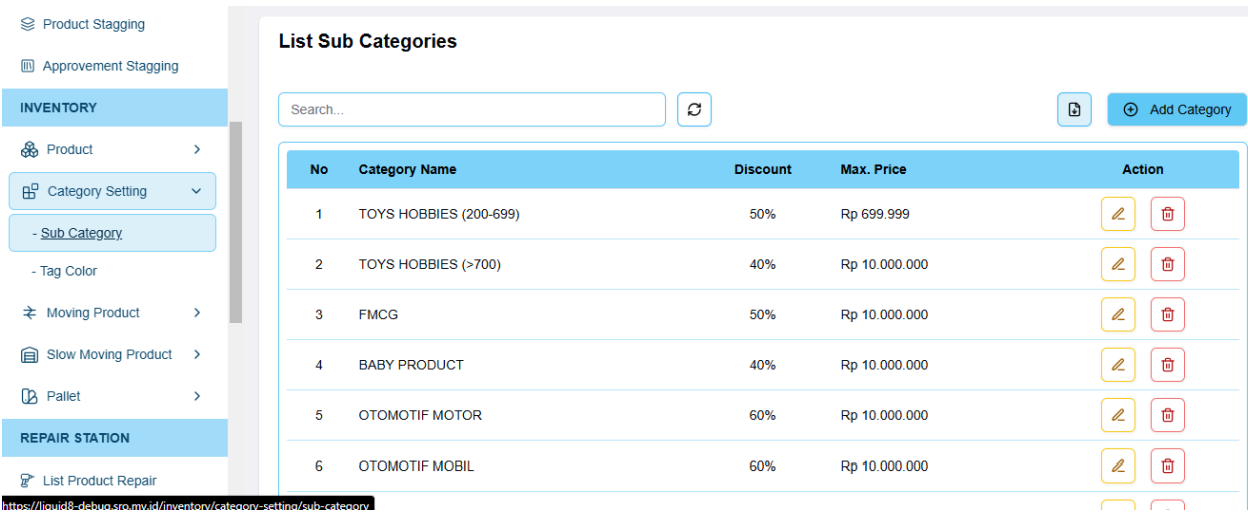 Product Stagging
Approvement Stagging
INVENTORY
Product
Category Setting
- Sub Category
- Tag Color
Moving Product
Slow Moving Product
Pallet
REPAIR STATION
List Product Repair
https://liquid8-debug.sro.my.id/inventory/category-setting/sub-category
List Sub Categories
Search...
Add Category
No Category Name Discount Max. Price Action
1 TOYS HOBBIES (200-699) 50% Rp 699.999
2 TOYS HOBBIES (>700) 40% Rp 10.000.000
3 FMCG 50% Rp 10.000.000
4 BABY PRODUCT 40% Rp 10.000.000
5 OTOMOTIF MOTOR 60% Rp 10.000.000
6 OTOMOTIF MOBIL 60% Rp 10.000.000